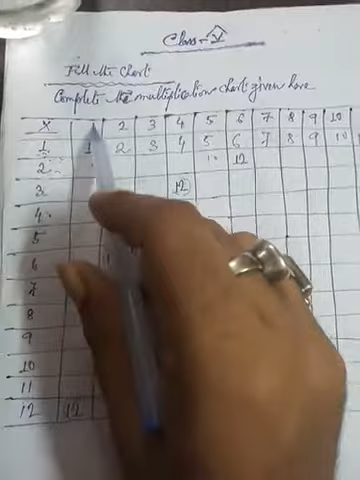 Class-V
Fill the Chart
Complete the multiplication chart given here
X 2 3 4 5 6 7 8 9 10
1 1 2 3 4 5 6 7 8 9 10
2 10 12
3 12
4
5
6
7
8
9
10
11
12 12